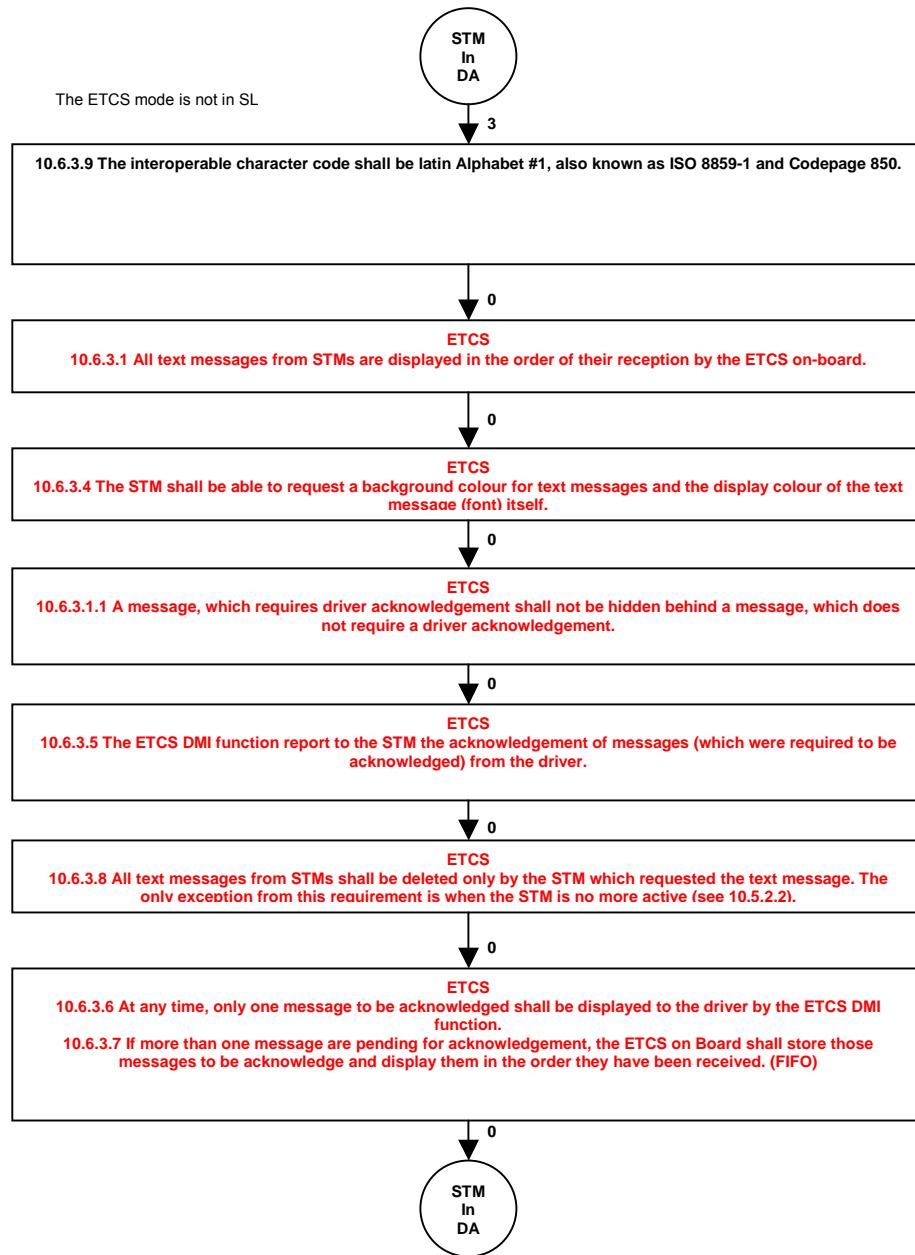 STM
In
DA
The ETCS mode is not in SL
3
10.6.3.9 The interoperable character code shall be latin Alphabet #1, also known as ISO 8859-1 and Codepage 850.
0
ETCS
10.6.3.1 All text messages from STMs are displayed in the order of their reception by the ETCS on-board.
0
ETCS
10.6.3.4 The STM shall be able to request a background colour for text messages and the display colour of the text
message (font) itself.
0
ETCS
10.6.3.1.1 A message, which requires driver acknowledgement shall not be hidden behind a message, which does
not require a driver acknowledgement.
0
ETCS
10.6.3.5 The ETCS DMI function report to the STM the acknowledgement of messages (which were required to be
acknowledged) from the driver.
0
ETCS
10.6.3.8 All text messages from STMs shall be deleted only by the STM which requested the text message. The
only exception from this requirement is when the STM is no more active (see 10.5.2.2).
0
ETCS
10.6.3.6 At any time, only one message to be acknowledged shall be displayed to the driver by the ETCS DMI
function.
10.6.3.7 If more than one message are pending for acknowledgement, the ETCS on Board shall store those
messages to be acknowledge and display them in the order they have been received. (FIFO)
0
STM
In
DA